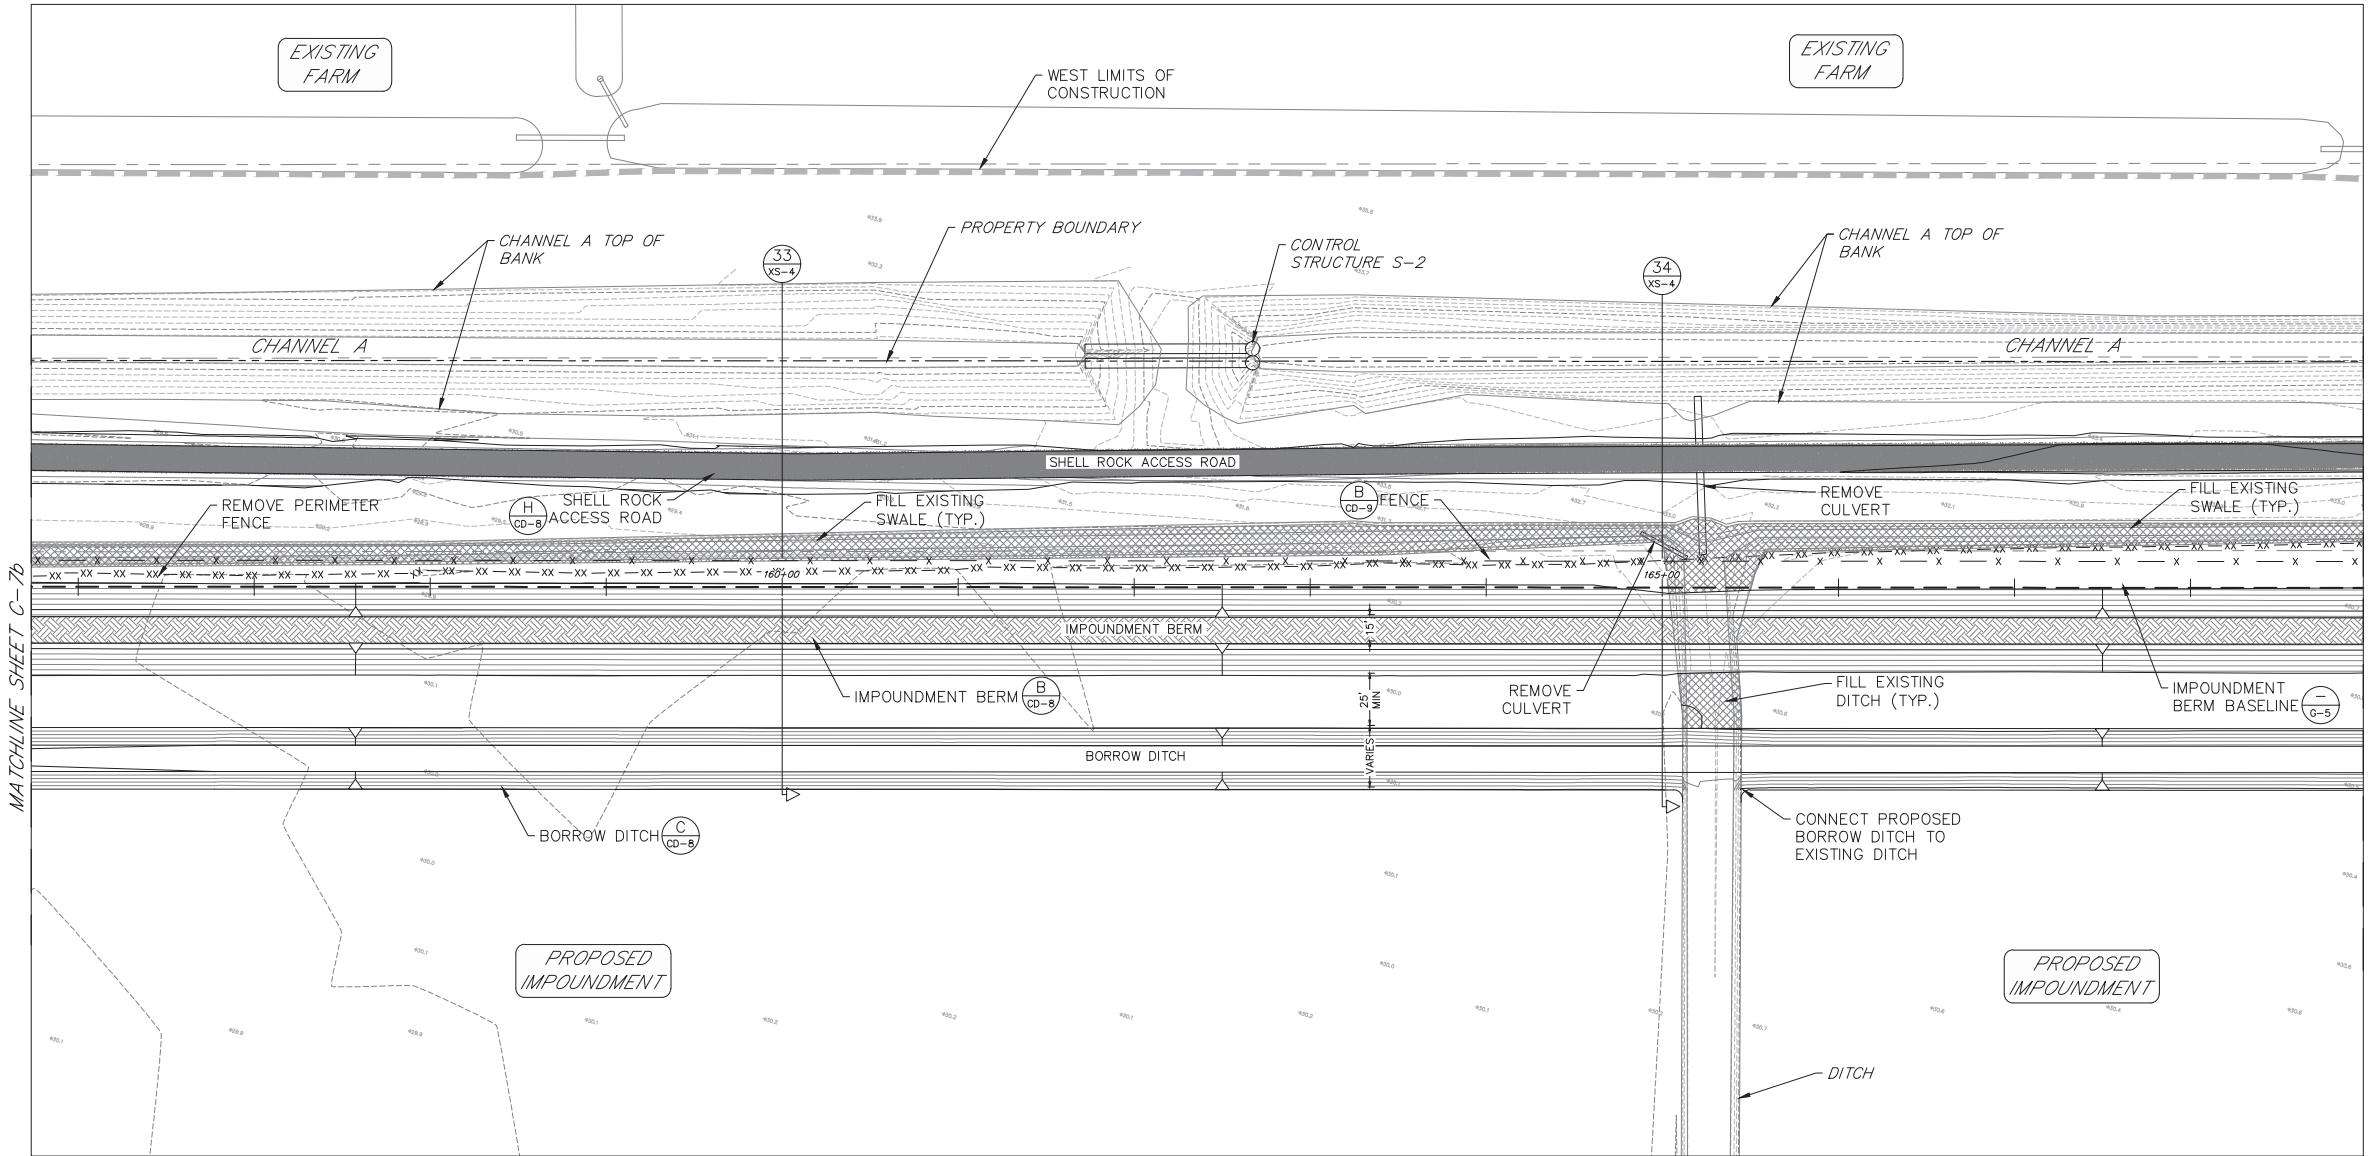 EXISTING
FARM
EXISTING
FARM
WEST LIMITS OF
CONSTRUCTION
CHANNEL A TOP OF
BANK
33
XS-4
PROPERTY BOUNDARY
CONTROL
STRUCTURE S-2
34
XS-4
CHANNEL A TOP OF
BANK
CHANNEL A
CHANNEL A
SHELL ROCK ACCESS ROAD
REMOVE PERIMETER
FENCE
H
CD-8
SHELL ROCK
ACCESS ROAD
FILL EXISTING
SWALE (TYP.)
B
CD-9
FENCE
REMOVE
CULVERT
FILL EXISTING
SWALE (TYP.)
160+00
165+00
MATCHLINE SHEET C-7b
IMPOUNDMENT BERM
15'
IMPOUNDMENT BERM
B
CD-8
25'
MIN
REMOVE
CULVERT
FILL EXISTING
DITCH (TYP.)
IMPOUNDMENT
BERM BASELINE
—
G-5
BORROW DITCH
VARIES
BORROW DITCH
C
CD-8
CONNECT PROPOSED
BORROW DITCH TO
EXISTING DITCH
PROPOSED
IMPOUNDMENT
PROPOSED
IMPOUNDMENT
DITCH